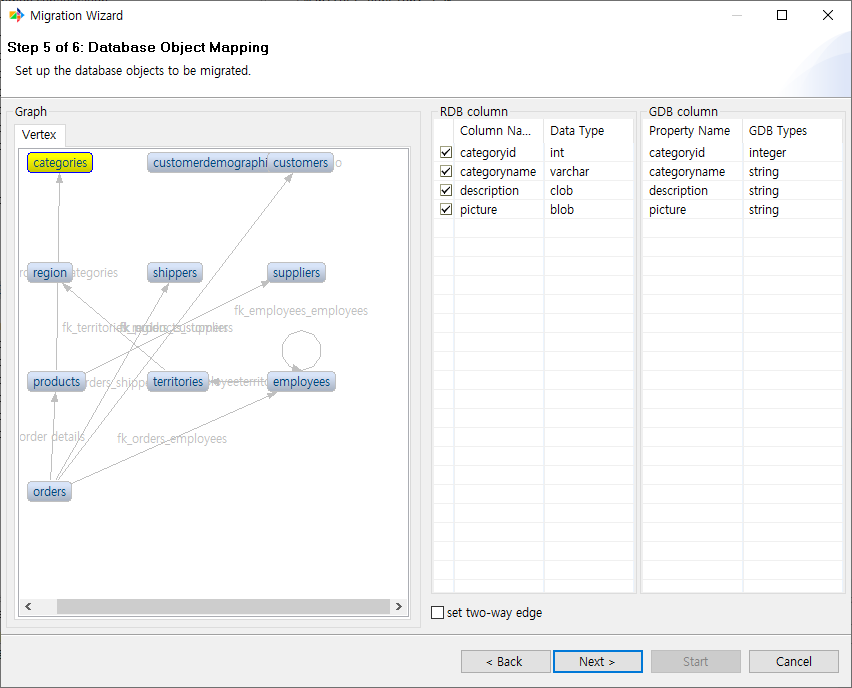 Migration Wizard
Step 5 of 6: Database Object Mapping
Set up the database objects to be migrated.
Graph
Vertex
categories
customerdemographi
customers
region
shippers
suppliers
fk_employees_employees
products
territories
employees
order details
fk_orders_employees
orders
RDB column
Column Na... Data Type
categoryid int
categoryname varchar
description clob
picture blob
GDB column
Property Name GDB Types
categoryid integer
categoryname string
description string
picture string
set two-way edge
< Back
Next >
Start
Cancel